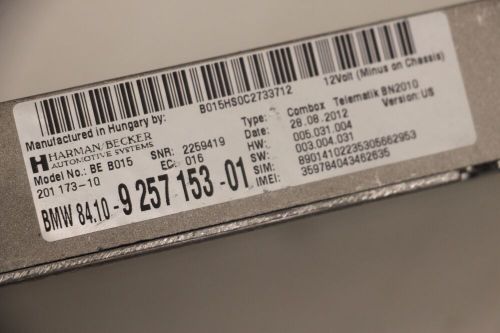 BO15HS0C2733712
12Volt (Minus on Chassis)
Manufactured in Hungary by:
HARMAN/BECKER
AUTOMOTIVE SYSTEMS
Model No.: BE B015
201 173-10
SNR: 2259419
EC: 016
Type: Combox Telematik BN2010
Date: 28.08.2012 Version: US
HW: 005.031.004
SW: 003.004.031
SIM: 89014102235305662953
IMEI: 359784043462635
BMW 84.10-9 257 153-01